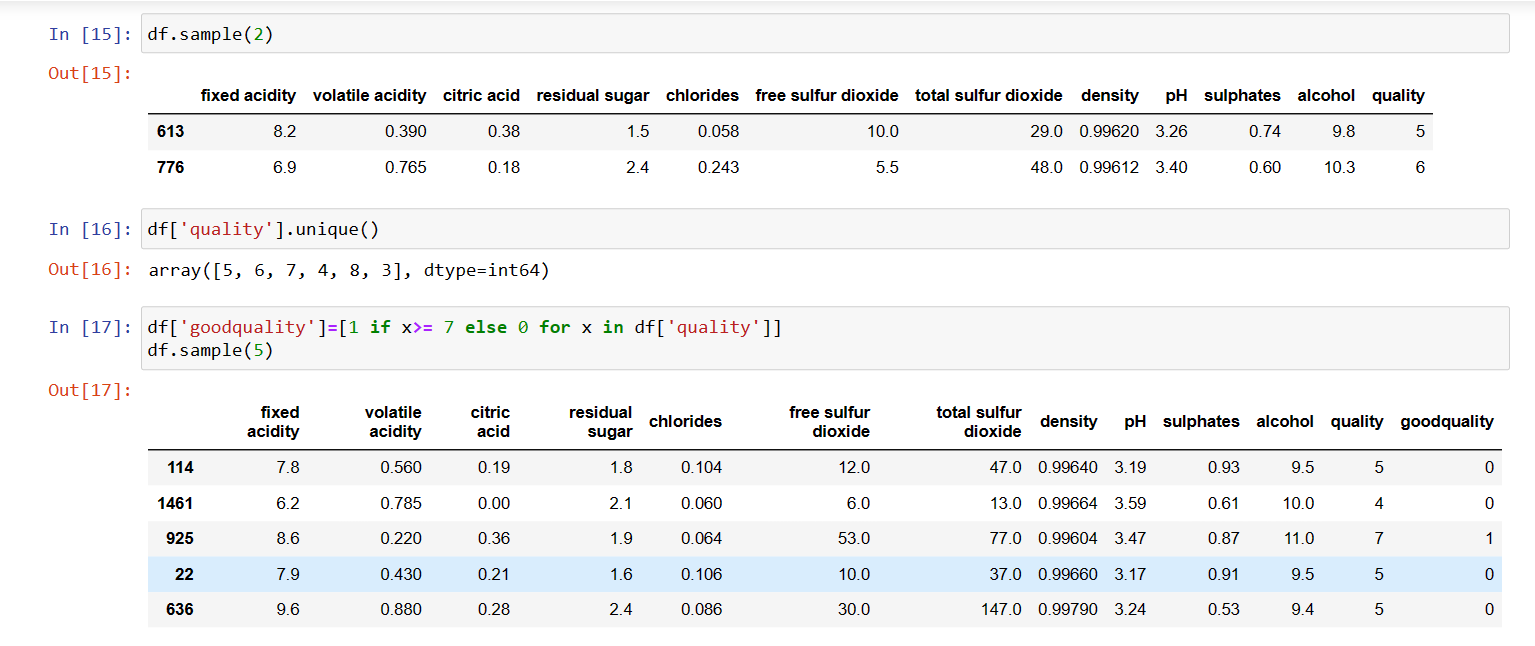 In [15]: df.sample(2)
Out[15]:
fixed acidity volatile acidity citric acid residual sugar chlorides free sulfur dioxide total sulfur dioxide density pH sulphates alcohol quality
613 8.2 0.390 0.38 1.5 0.058 10.0 29.0 0.99620 3.26 0.74 9.8 5
776 6.9 0.765 0.18 2.4 0.243 5.5 48.0 0.99612 3.40 0.60 10.3 6
In [16]: df['quality'].unique()
Out[16]: array([5, 6, 7, 4, 8, 3], dtype=int64)
In [17]: df['goodquality']=[1 if x>= 7 else 0 for x in df['quality']]
df.sample(5)
Out[17]:
fixed volatile citric residual chlorides free sulfur total sulfur density pH sulphates alcohol quality goodquality
acidity acidity acid sugar dioxide dioxide
114 7.8 0.560 0.19 1.8 0.104 12.0 47.0 0.99640 3.19 0.93 9.5 5 0
1461 6.2 0.785 0.00 2.1 0.060 6.0 13.0 0.99664 3.59 0.61 10.0 4 0
925 8.6 0.220 0.36 1.9 0.064 53.0 77.0 0.99604 3.47 0.87 11.0 7 1
22 7.9 0.430 0.21 1.6 0.106 10.0 37.0 0.99660 3.17 0.91 9.5 5 0
636 9.6 0.880 0.28 2.4 0.086 30.0 147.0 0.99790 3.24 0.53 9.4 5 0